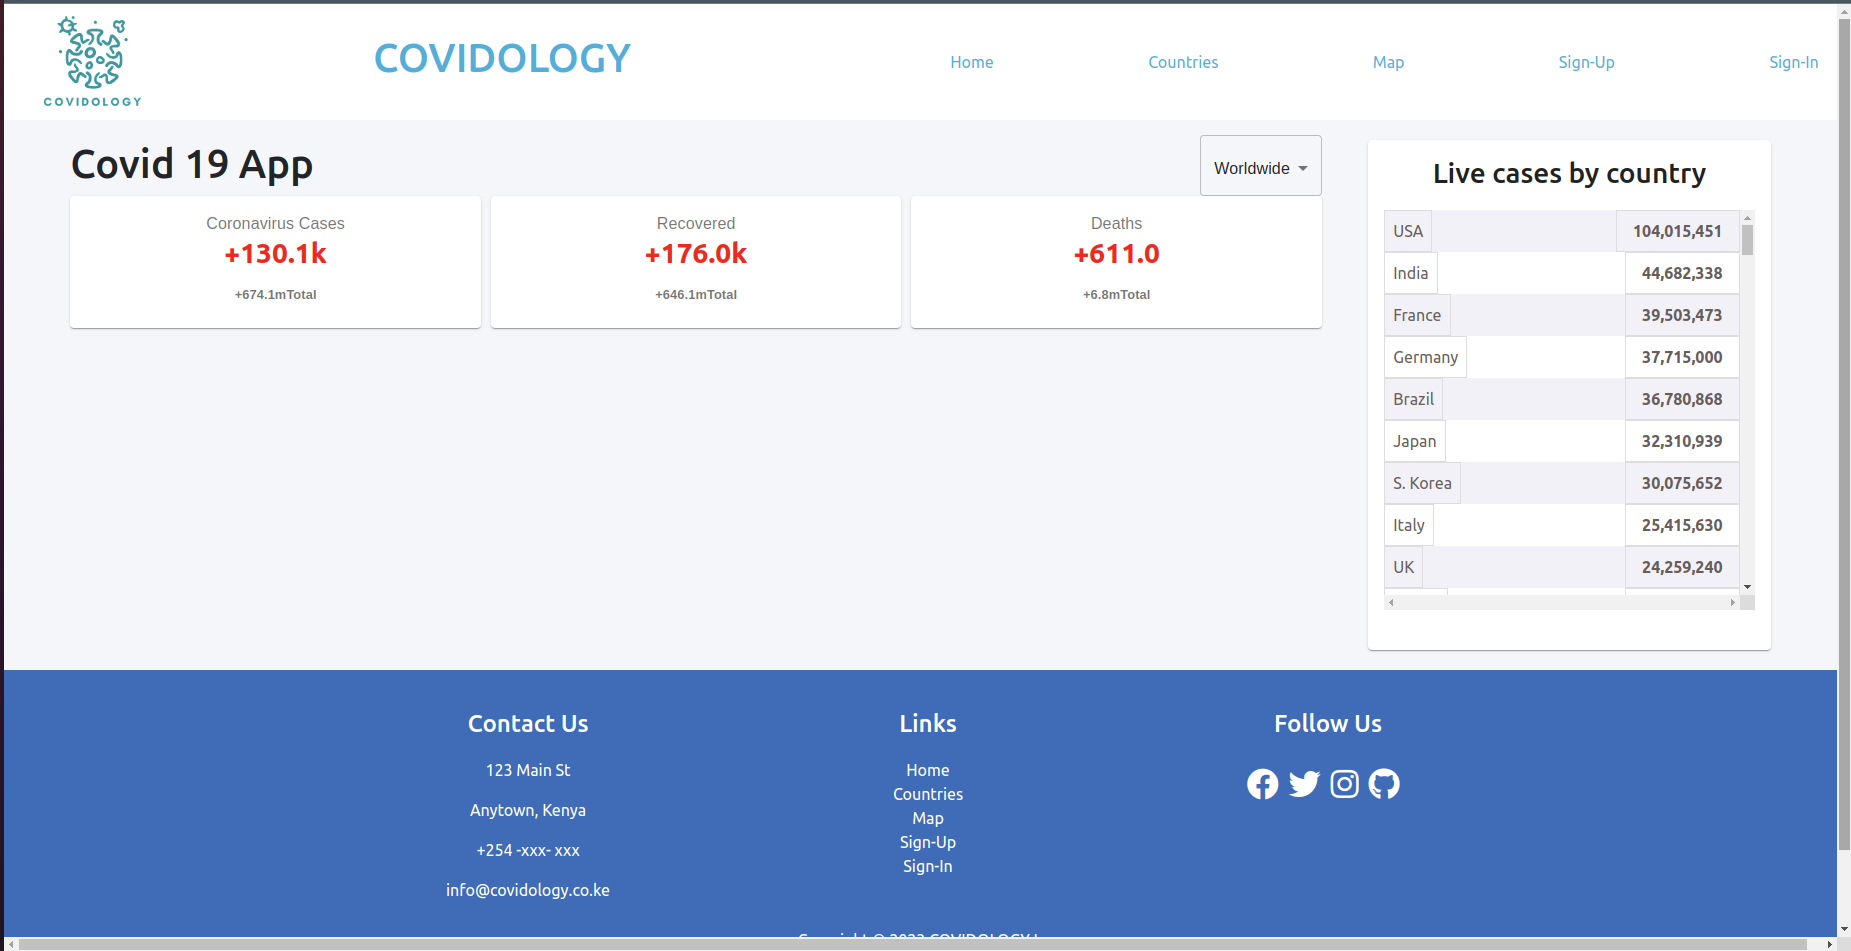 COVIDOLOGY
COVIDOLOGY
Home
Countries
Map
Sign-Up
Sign-In
Covid 19 App
Worldwide
Coronavirus Cases
+130.1k
+674.1mTotal
Recovered
+176.0k
+646.1mTotal
Deaths
+611.0
+6.8mTotal
Live cases by country
USA 104,015,451
India 44,682,338
France 39,503,473
Germany 37,715,000
Brazil 36,780,868
Japan 32,310,939
S. Korea 30,075,652
Italy 25,415,630
UK 24,259,240
Contact Us
123 Main St
Anytown, Kenya
+254 -xxx- xxx
info@covidology.co.ke
Links
Home
Countries
Map
Sign-Up
Sign-In
Follow Us